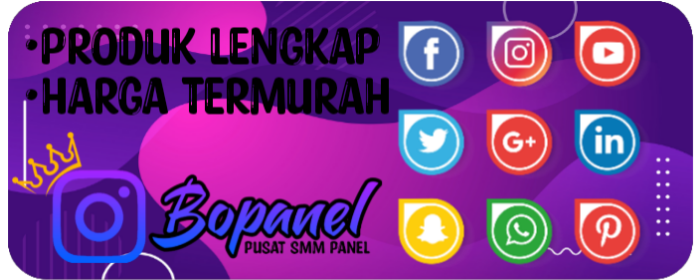 •PRODUK LENGKAP
•HARGA TERMURAH
Bopanel
PUSAT SMM PANEL